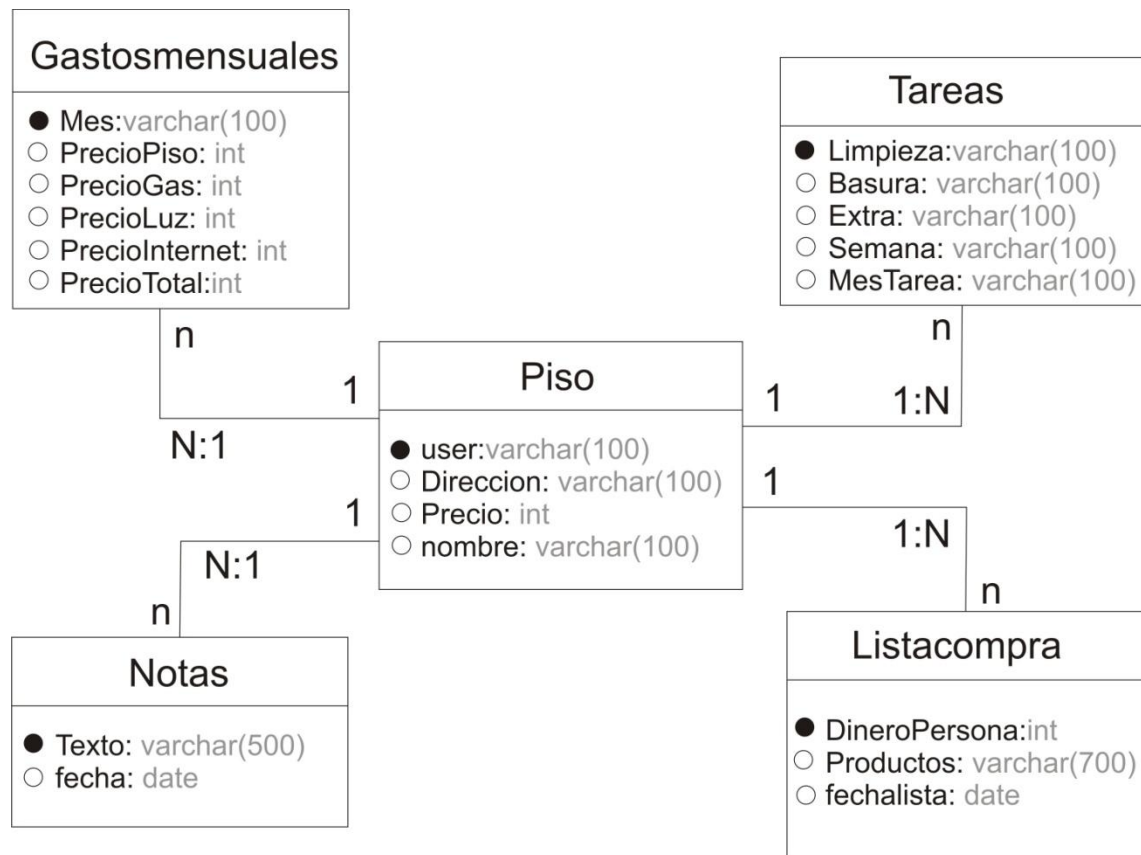 Gastosmensuales
Mes:varchar(100)
PrecioPiso: int
PrecioGas: int
PrecioLuz: int
PrecioInternet: int
PrecioTotal:int
Tareas
Limpieza:varchar(100)
Basura: varchar(100)
Extra: varchar(100)
Semana: varchar(100)
MesTarea: varchar(100)
n
1
N:1
n
1
1:N
Piso
user:varchar(100)
Direccion: varchar(100)
Precio: int
nombre: varchar(100)
1
N:1
n
1
1:N
n
Notas
Texto: varchar(500)
fecha: date
Listacompra
DineroPersona:int
Productos: varchar(700)
fechalista: date